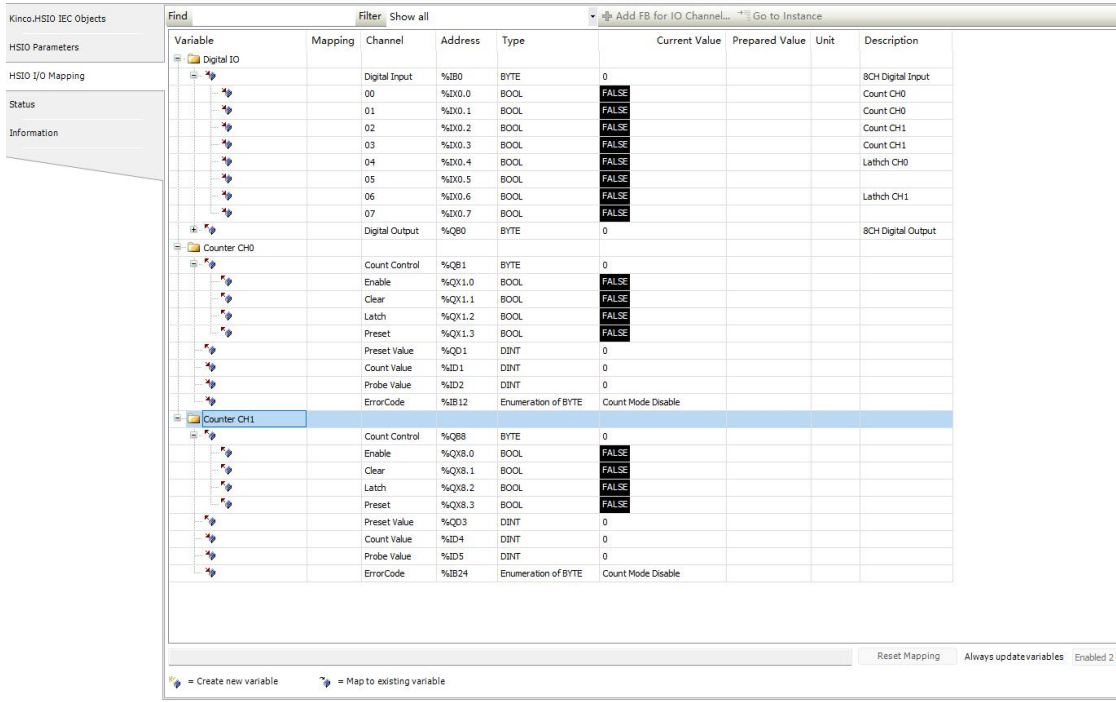 Kinco.HSIO IEC Objects
HSIO Parameters
HSIO I/O Mapping
Status
Information
Find Filter Show all Add FB for IO Channel... Go to Instance
Variable Mapping Channel Address Type Current Value Prepared Value Unit Description
Digital IO
Digital Input %IB0 BYTE 0 8CH Digital Input
00 %IX0.0 BOOL FALSE Count CH0
01 %IX0.1 BOOL FALSE Count CH0
02 %IX0.2 BOOL FALSE Count CH1
03 %IX0.3 BOOL FALSE Count CH1
04 %IX0.4 BOOL FALSE Lathch CH0
05 %IX0.5 BOOL FALSE
06 %IX0.6 BOOL FALSE Lathch CH1
07 %IX0.7 BOOL FALSE
Digital Output %QB0 BYTE 0 8CH Digital Output
Counter CH0
Count Control %QB1 BYTE 0
Enable %QX1.0 BOOL FALSE
Clear %QX1.1 BOOL FALSE
Latch %QX1.2 BOOL FALSE
Preset %QX1.3 BOOL FALSE
Preset Value %QD1 DINT 0
Count Value %ID1 DINT 0
Probe Value %ID2 DINT 0
ErrorCode %IB12 Enumeration of BYTE Count Mode Disable
Counter CH1
Count Control %QB8 BYTE 0
Enable %QX8.0 BOOL FALSE
Clear %QX8.1 BOOL FALSE
Latch %QX8.2 BOOL FALSE
Preset %QX8.3 BOOL FALSE
Preset Value %QD3 DINT 0
Count Value %ID4 DINT 0
Probe Value %ID5 DINT 0
ErrorCode %IB24 Enumeration of BYTE Count Mode Disable
Reset Mapping Always update variables Enabled 2
= Create new variable = Map to existing variable